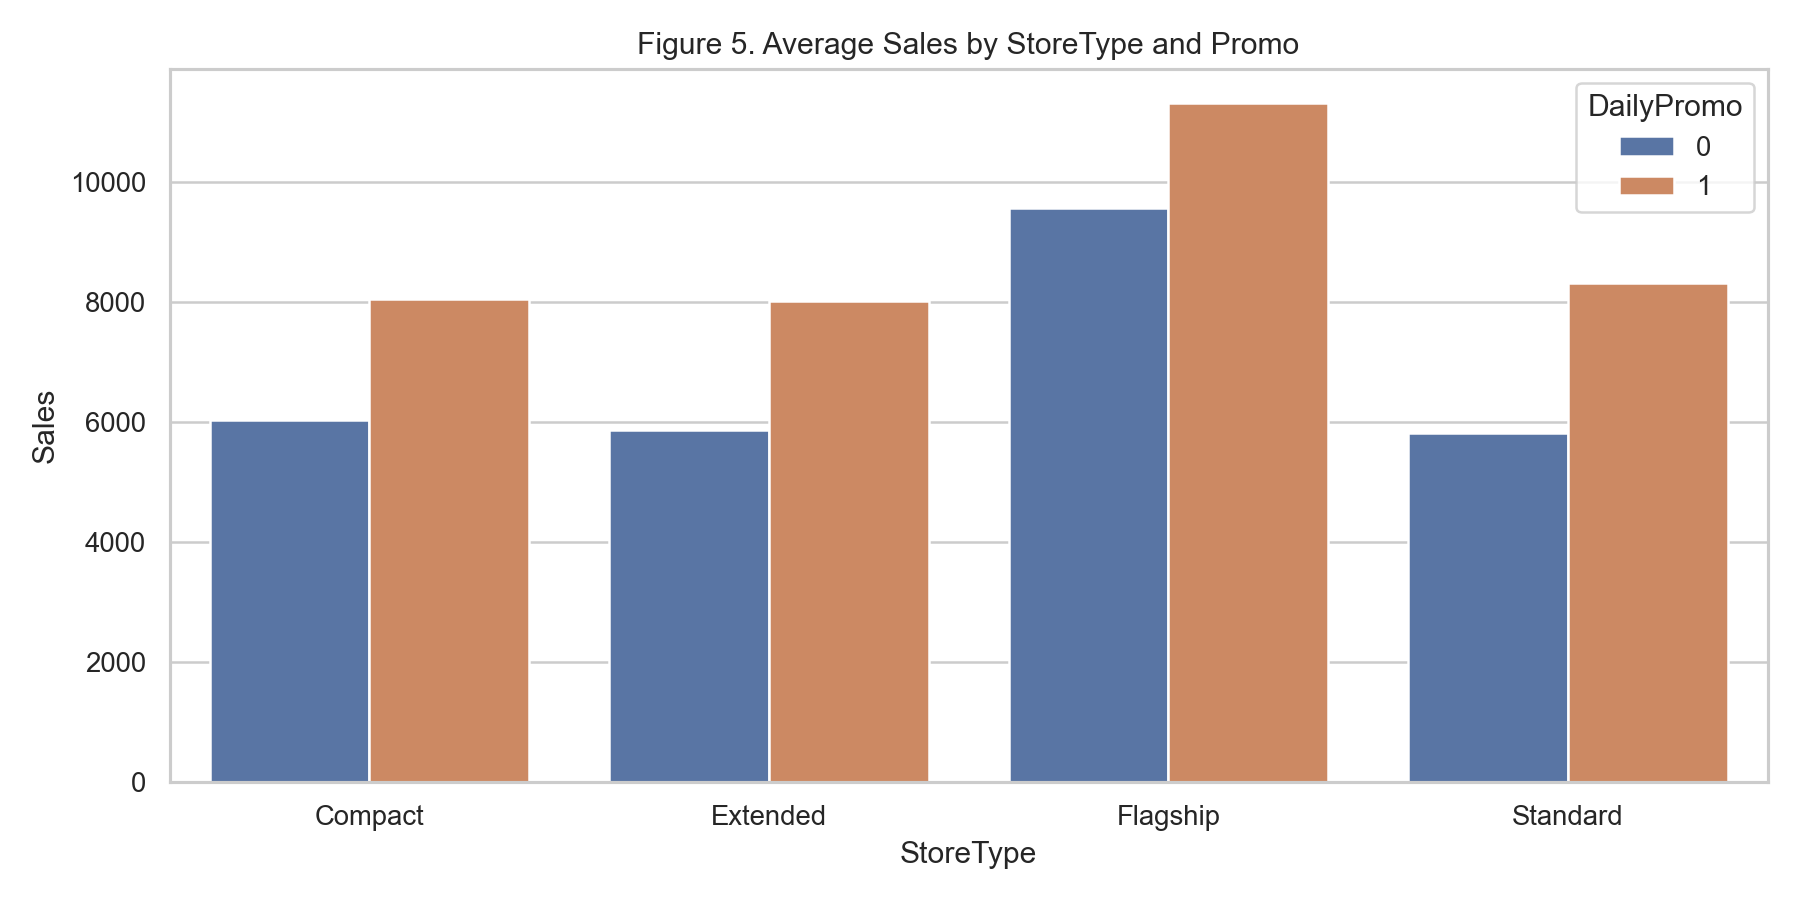 Figure 5. Average Sales by StoreType and Promo
DailyPromo
0
1
10000
8000
6000
4000
2000
0
Sales
Compact
Extended
Flagship
Standard
StoreType